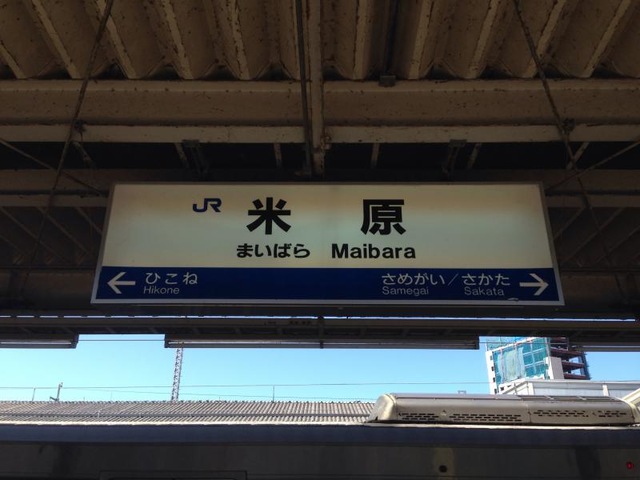 JR 米原
まいばら Maibara
← ひこね さめがい／さかた →
Hikone Samegai Sakata